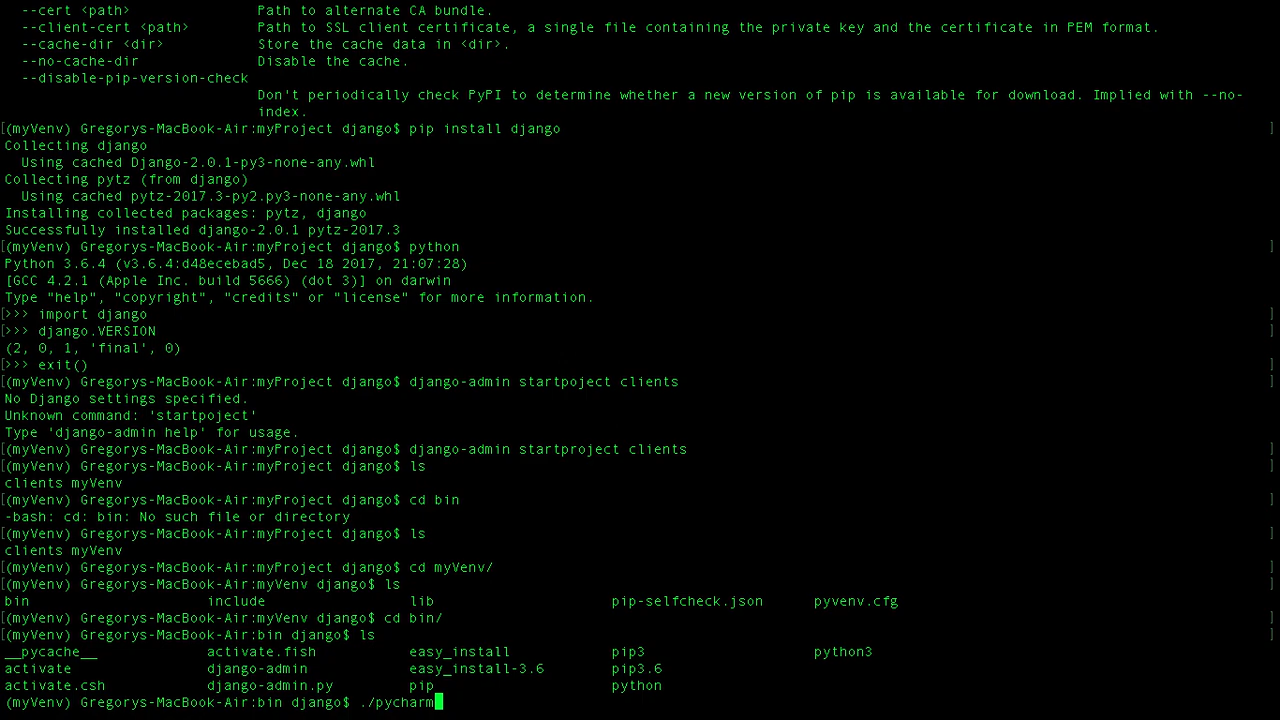 --cert <path>               Path to alternate CA bundle.
--client-cert <path>        Path to SSL client certificate, a single file containing the private key and the certificate in PEM format.
--cache-dir <dir>           Store the cache data in <dir>.
--no-cache-dir              Disable the cache.
--disable-pip-version-check
Don't periodically check PyPI to determine whether a new version of pip is available for download. Implied with --no-
index.
[(myVenv) Gregorys-MacBook-Air:myProject django$ pip install django ]
Collecting django
Using cached Django-2.0.1-py3-none-any.whl
Collecting pytz (from django)
Using cached pytz-2017.3-py2.py3-none-any.whl
Installing collected packages: pytz, django
Successfully installed django-2.0.1 pytz-2017.3
[(myVenv) Gregorys-MacBook-Air:myProject django$ python ]
Python 3.6.4 (v3.6.4:d48ecebad5, Dec 18 2017, 21:07:28)
[GCC 4.2.1 (Apple Inc. build 5666) (dot 3)] on darwin
Type "help", "copyright", "credits" or "license" for more information.
[>>> import django ]
[>>> django.VERSION ]
(2, 0, 1, 'final', 0)
[>>> exit() ]
[(myVenv) Gregorys-MacBook-Air:myProject django$ django-admin startpoject clients ]
No Django settings specified.
Unknown command: 'startpoject'
Type 'django-admin help' for usage.
[(myVenv) Gregorys-MacBook-Air:myProject django$ django-admin startproject clients ]
[(myVenv) Gregorys-MacBook-Air:myProject django$ ls ]
clients myVenv
[(myVenv) Gregorys-MacBook-Air:myProject django$ cd bin ]
-bash: cd: bin: No such file or directory
[(myVenv) Gregorys-MacBook-Air:myProject django$ ls ]
clients myVenv
[(myVenv) Gregorys-MacBook-Air:myProject django$ cd myVenv/ ]
[(myVenv) Gregorys-MacBook-Air:myVenv django$ ls ]
bin include lib pip-selfcheck.json pyvenv.cfg
[(myVenv) Gregorys-MacBook-Air:myVenv django$ cd bin/ ]
[(myVenv) Gregorys-MacBook-Air:bin django$ ls ]
__pycache__ activate.fish easy_install pip3 python3
activate django-admin easy_install-3.6 pip3.6
activate.csh django-admin.py pip python
(myVenv) Gregorys-MacBook-Air:bin django$ ./pycharm